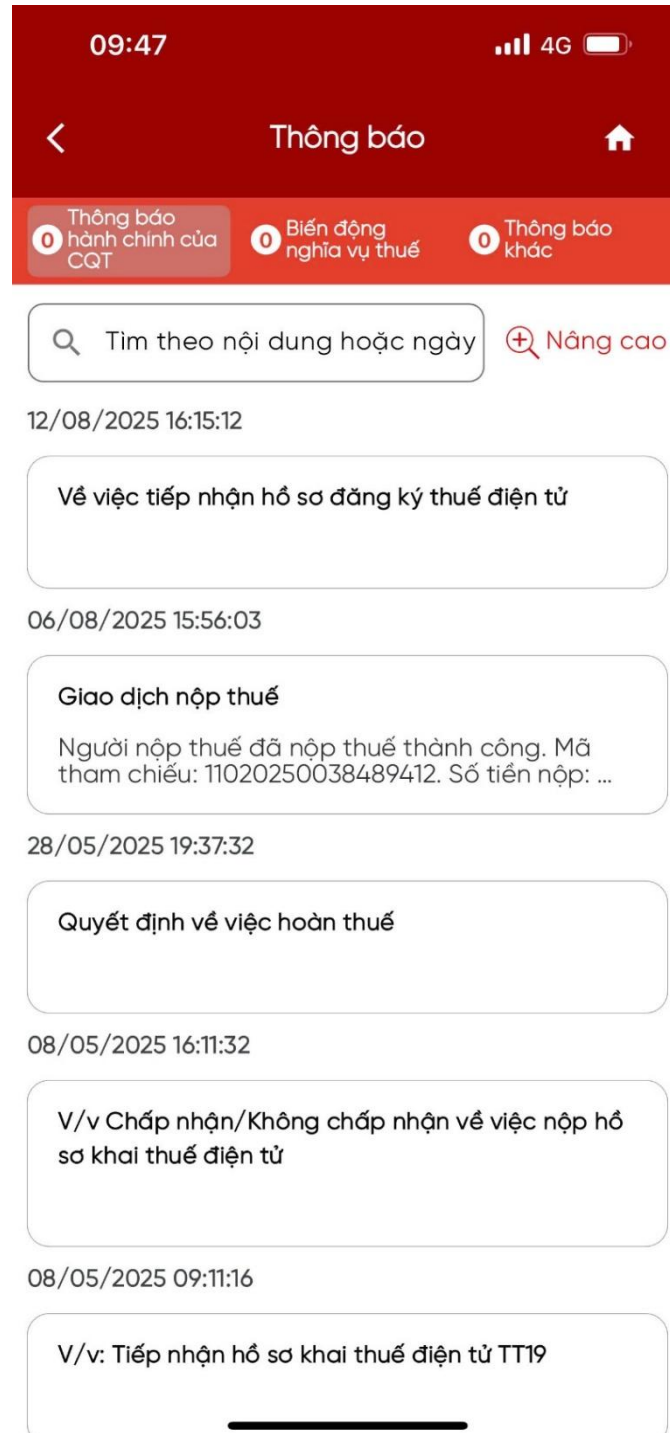 09:47
4G
Thông báo
0 Thông báo
hành chính của
CQT
0 Biến động
nghĩa vụ thuế
0 Thông báo
khác
Tìm theo nội dung hoặc ngày
Nâng cao
12/08/2025 16:15:12
Về việc tiếp nhận hồ sơ đăng ký thuế điện tử
06/08/2025 15:56:03
Giao dịch nộp thuế
Người nộp thuế đã nộp thuế thành công. Mã
tham chiếu: 11020250038489412. Số tiền nộp: ...
28/05/2025 19:37:32
Quyết định về việc hoàn thuế
08/05/2025 16:11:32
V/v Chấp nhận/Không chấp nhận về việc nộp hồ
sơ khai thuế điện tử
08/05/2025 09:11:16
V/v: Tiếp nhận hồ sơ khai thuế điện tử TT19